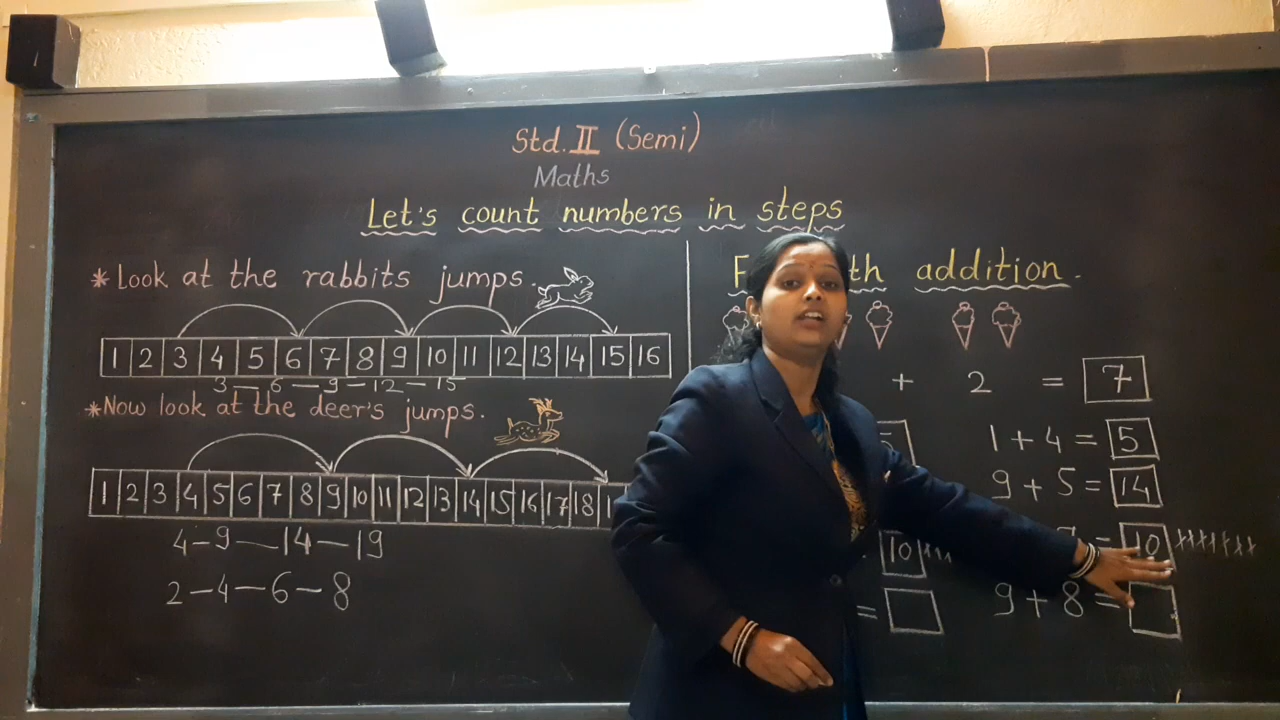 Std. II (Semi)
Maths
Let's count numbers in steps
* Look at the rabbits jumps.
1 2 3 4 5 6 7 8 9 10 11 12 13 14 15 16
3 — 6 — 9 — 12 — 15
* Now look at the deer's jumps.
1 2 3 4 5 6 7 8 9 10 11 12 13 14 15 16 17 18
4 - 9 — 14 — 19
2 — 4 — 6 — 8
addition.
+ 2 = 7
1 + 4 = 5
9 + 5 = 14
10
= 10
=
9 + 8 =